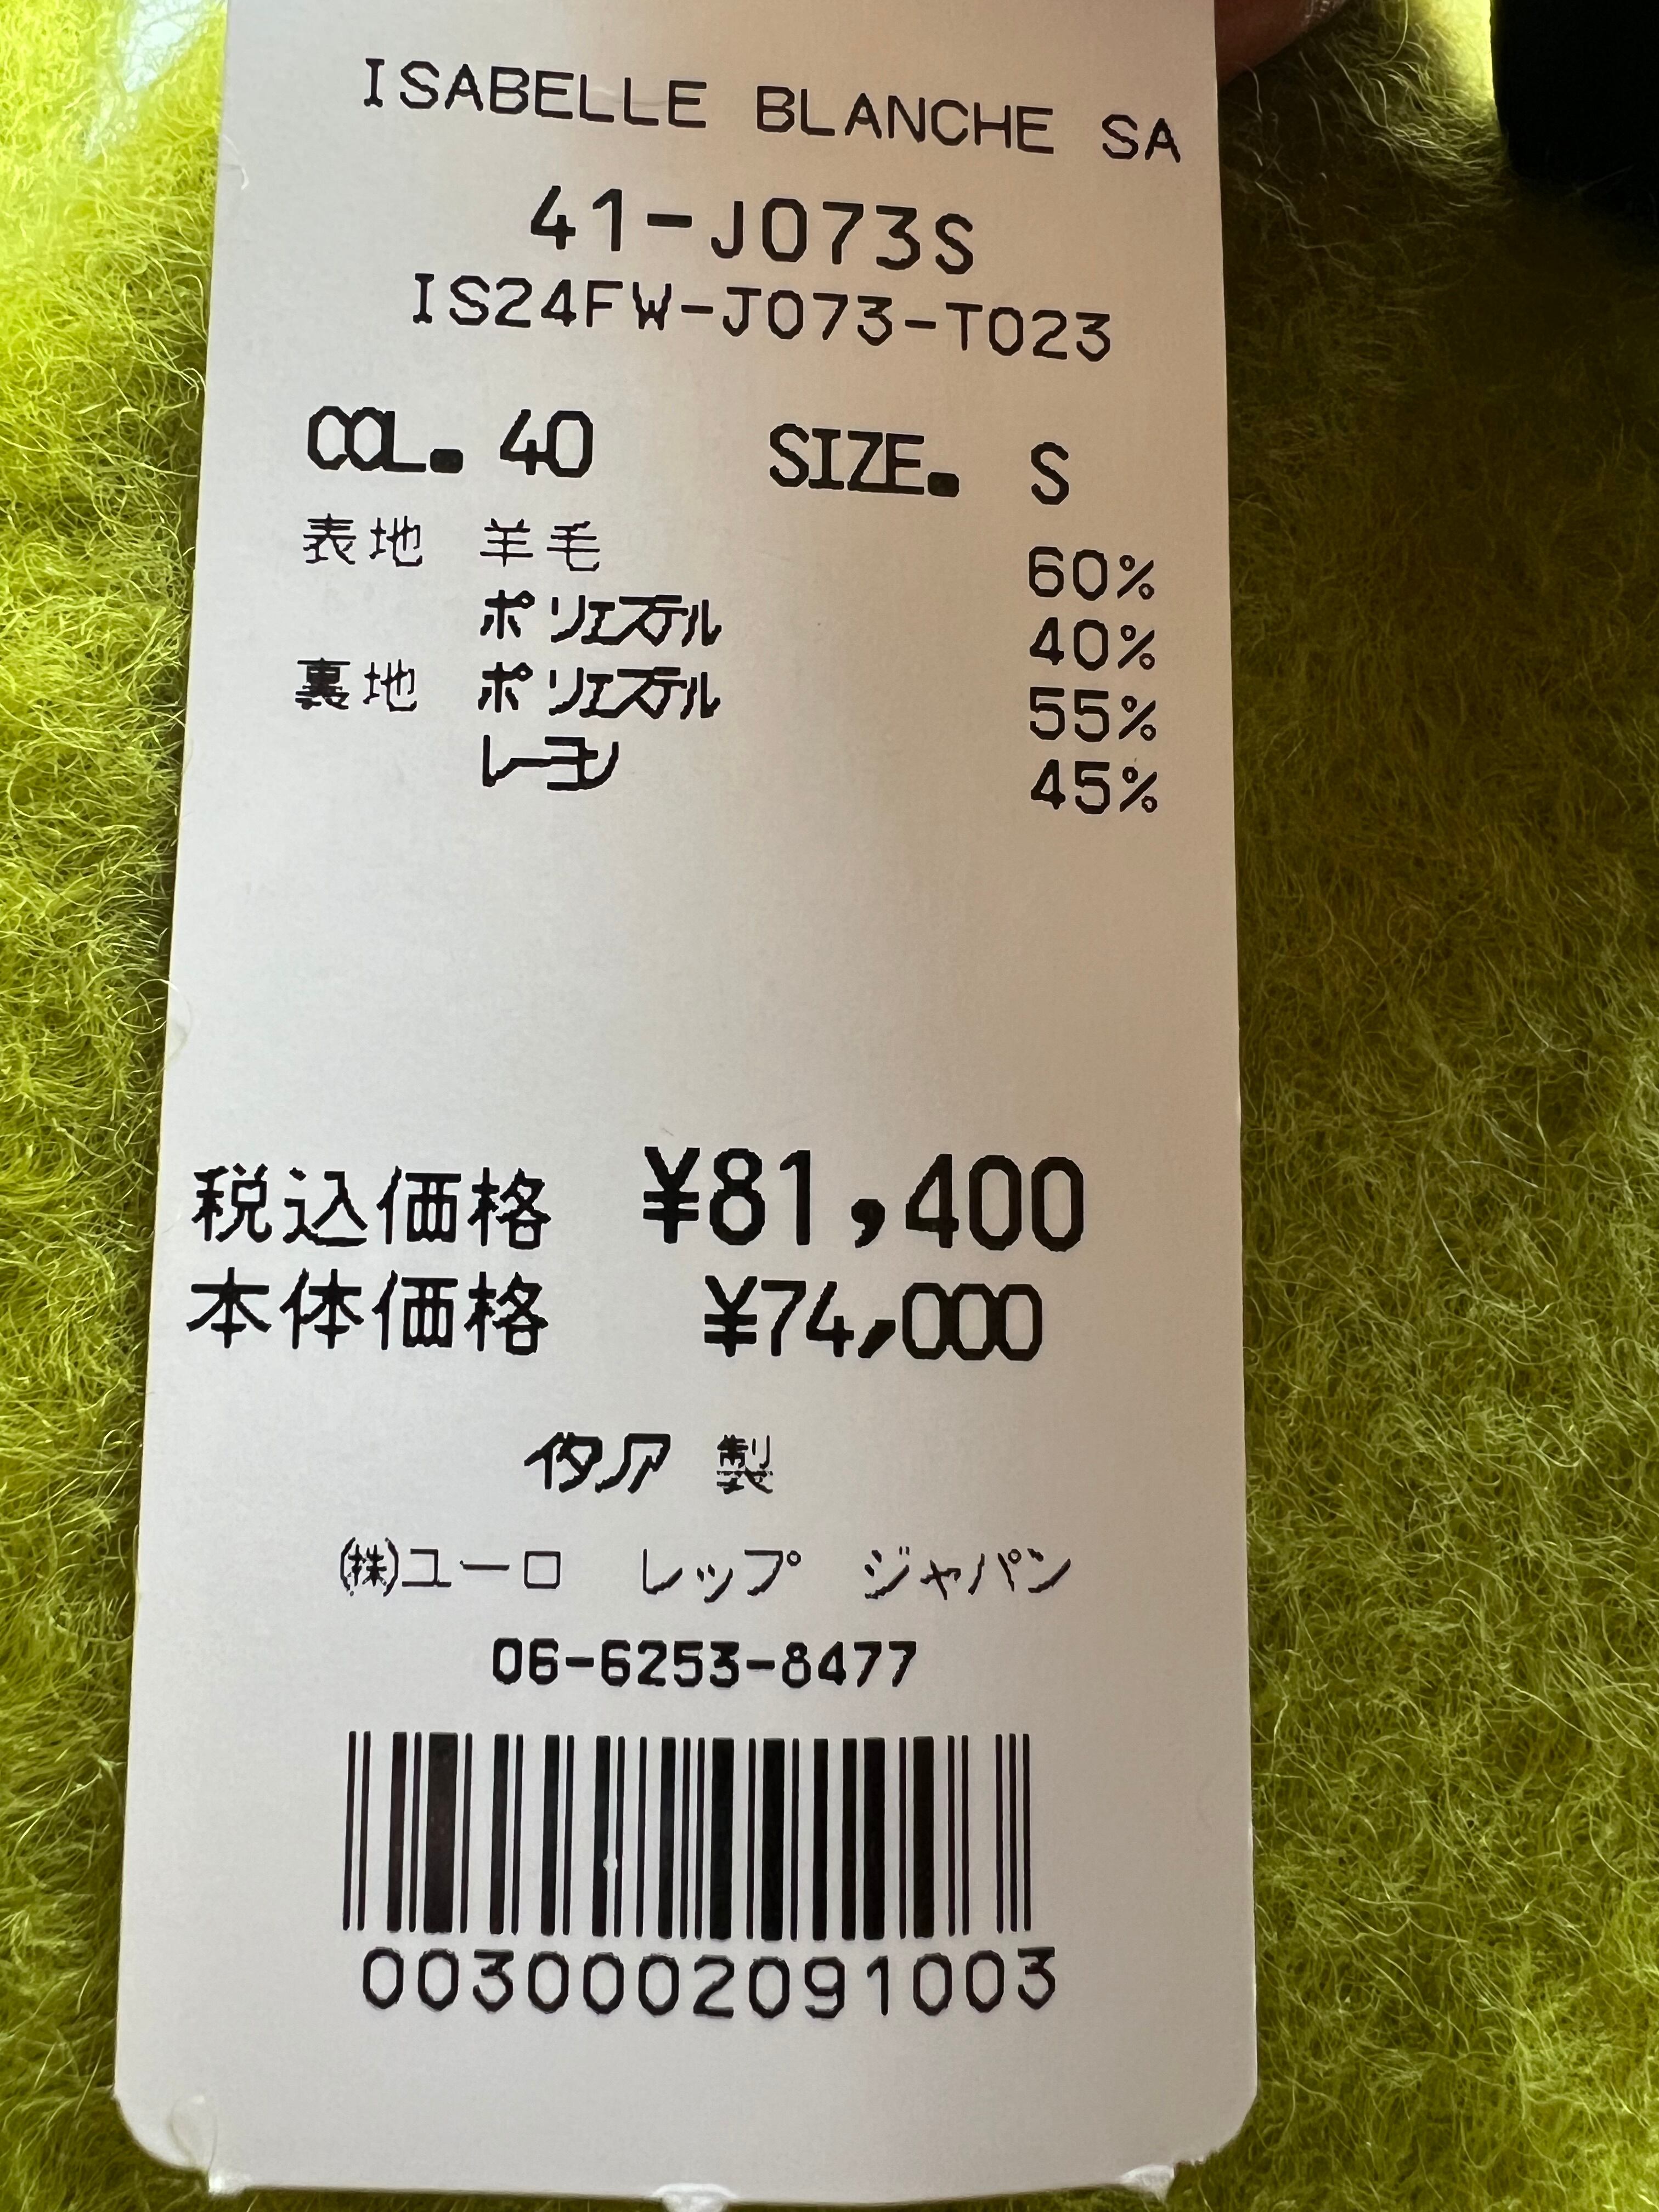 ISABELLE BLANCHE SA
41-J073S
IS24FW-J073-T023
COL. 40 SIZE. S
表地 羊毛 60%
ポリエステル 40%
裏地 ポリエステル 55%
レーヨン 45%
税込価格 ¥81,400
本体価格 ¥74,000
イタリア 製
㈱ユーロ レップ ジャパン
06-6253-8477
0030002091003